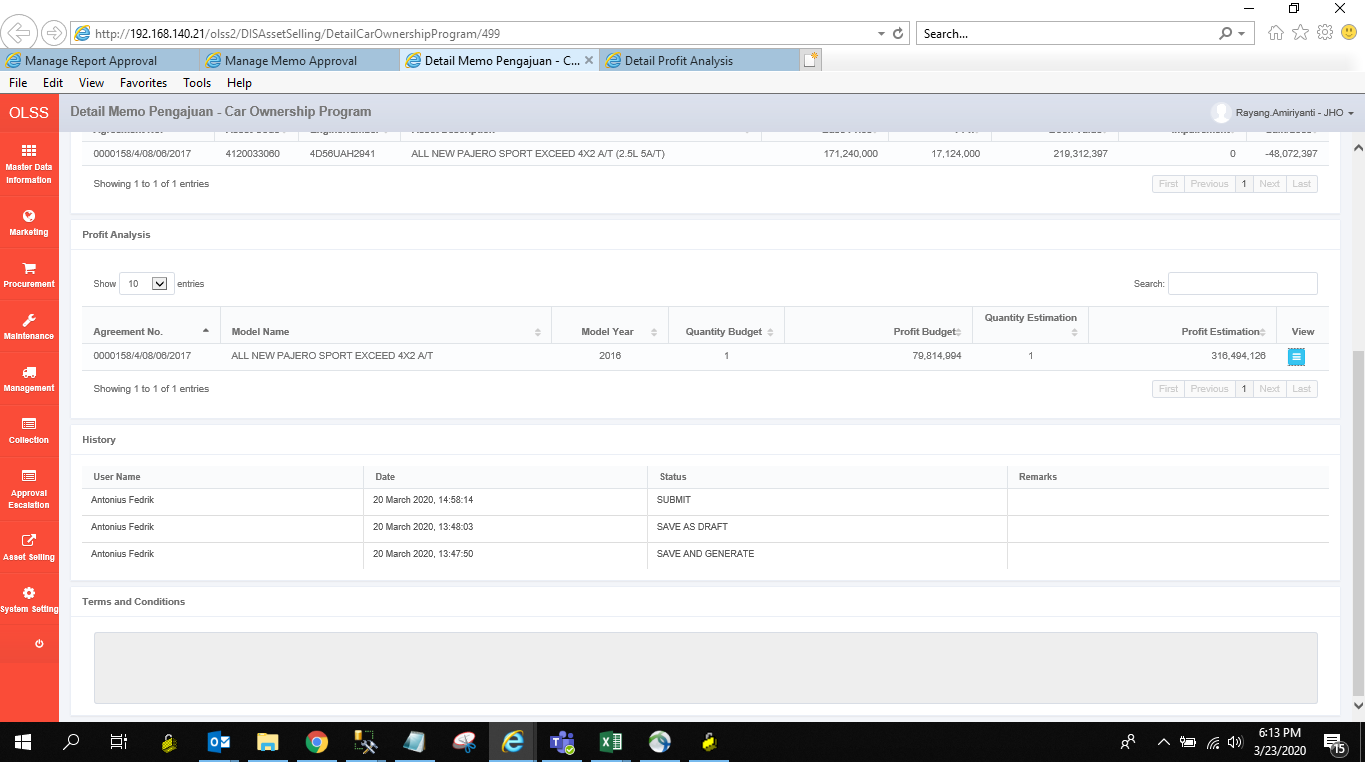 http://192.168.140.21/olss2/DISAssetSelling/DetailCarOwnershipProgram/499
Search...
Manage Report Approval
Manage Memo Approval
Detail Memo Pengajuan - C...
Detail Profit Analysis
File Edit View Favorites Tools Help
OLSS
Detail Memo Pengajuan - Car Ownership Program
Rayang.Amiriyanti - JHO
Master Data
Information
Marketing
Procurement
Maintenance
Management
Collection
Approval
Escalation
Asset Selling
System Setting
0000158/4/08/06/2017 4120033060 4D56UAH2941 ALL NEW PAJERO SPORT EXCEED 4X2 A/T (2.5L 5A/T) 171,240,000 17,124,000 219,312,397 0 -48,072,397
Showing 1 to 1 of 1 entries
First Previous 1 Next Last
Profit Analysis
Show 10 entries
Search:
Agreement No. Model Name Model Year Quantity Budget Profit Budget Quantity Estimation Profit Estimation View
0000158/4/08/06/2017 ALL NEW PAJERO SPORT EXCEED 4X2 A/T 2016 1 79,814,994 1 316,494,126
Showing 1 to 1 of 1 entries
First Previous 1 Next Last
History
User Name Date Status Remarks
Antonius Fedrik 20 March 2020, 14:58:14 SUBMIT
Antonius Fedrik 20 March 2020, 13:48:03 SAVE AS DRAFT
Antonius Fedrik 20 March 2020, 13:47:50 SAVE AND GENERATE
Terms and Conditions
6:13 PM
3/23/2020
15